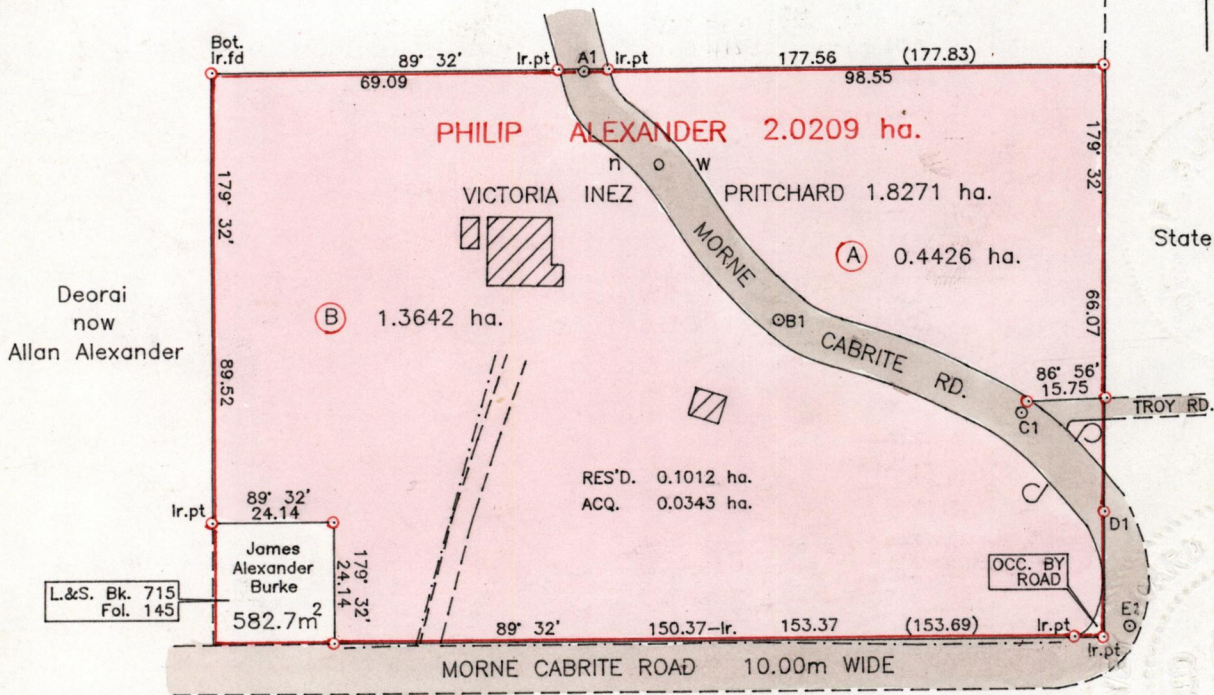 Bot.
Ir.fd
89° 32'
69.09
Ir.pt
A1
Ir.pt
177.56 (177.83)
98.55
PHILIP ALEXANDER 2.0209 ha.
n o w
VICTORIA INEZ PRITCHARD 1.8271 ha.
179° 32'
179° 32'
MORNE CABRITE RD.
A 0.4426 ha.
State
Deorai
now
Allan Alexander
B 1.3642 ha.
B1
66.07
89.52
86° 56'
15.75
TROY RD.
C1
RES'D. 0.1012 ha.
ACQ. 0.0343 ha.
89° 32'
24.14
Ir.pt
D1
James
Alexander
Burke
582.7m²
179° 32'
24.14
L.&S. Bk. 715
Fol. 145
OCC. BY
ROAD
E1
89° 32' 150.37-Ir. 153.37 (153.69) Ir.pt
Ir.pt
MORNE CABRITE ROAD 10.00m WIDE